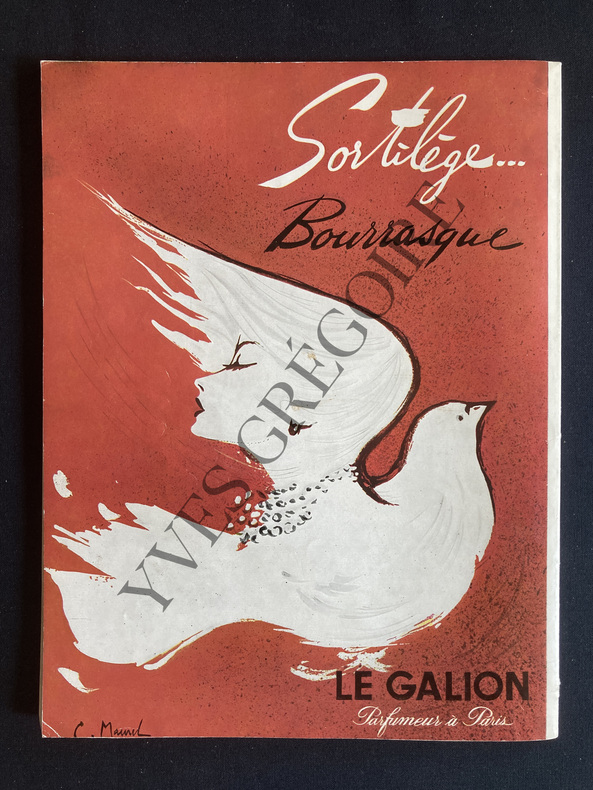 Sortilège...
Bourrasque
YVES GRÉGOIRE
LE GALION
Parfumeur à Paris
C. Maurel